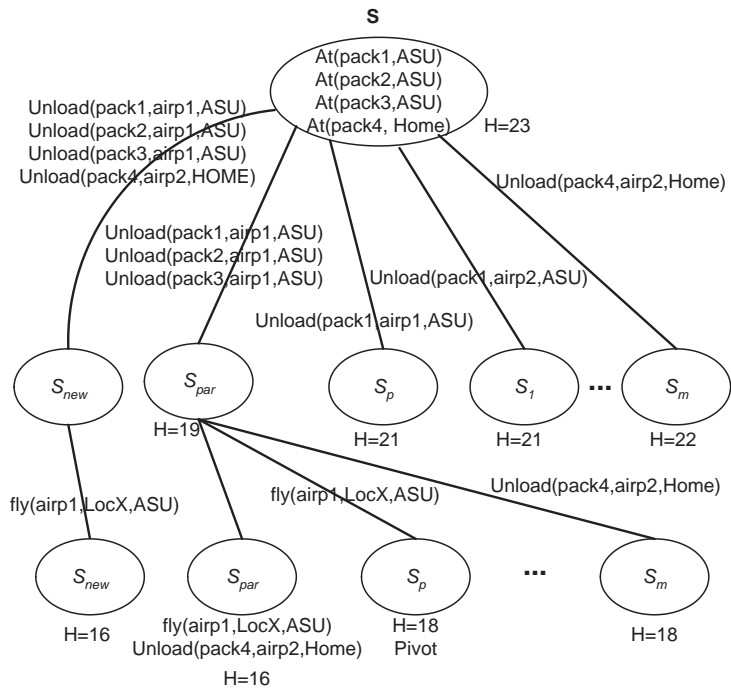 S
At(pack1,ASU)
At(pack2,ASU)
At(pack3,ASU)
At(pack4, Home)
H=23
Unload(pack1,airp1,ASU)
Unload(pack2,airp1,ASU)
Unload(pack3,airp1,ASU)
Unload(pack4,airp2,HOME)
Unload(pack4,airp2,Home)
Unload(pack1,airp1,ASU)
Unload(pack2,airp1,ASU)
Unload(pack3,airp1,ASU)
Unload(pack1,airp2,ASU)
Unload(pack1,airp1,ASU)
Snew
Spar
Sp
S1
...
Sm
H=19
H=21
H=21
H=22
fly(airp1,LocX,ASU)
fly(airp1,LocX,ASU)
Unload(pack4,airp2,Home)
Snew
Spar
Sp
...
Sm
H=16
fly(airp1,LocX,ASU)
Unload(pack4,airp2,Home)
H=16
H=18
Pivot
H=18